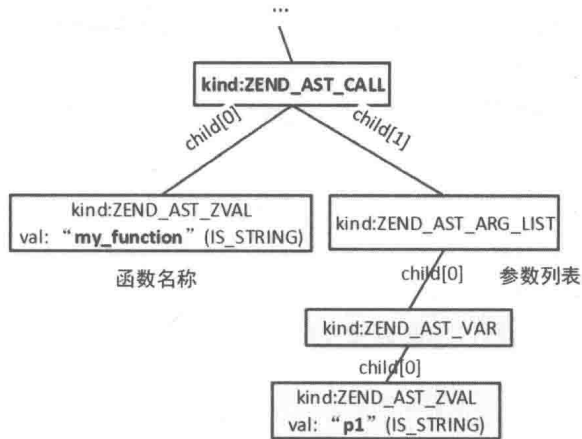 ...
kind:ZEND_AST_CALL
child[0]
child[1]
kind:ZEND_AST_ZVAL
val: “my_function” (IS_STRING)
kind:ZEND_AST_ARG_LIST
函数名称
child[0]
参数列表
kind:ZEND_AST_VAR
child[0]
kind:ZEND_AST_ZVAL
val: “p1” (IS_STRING)